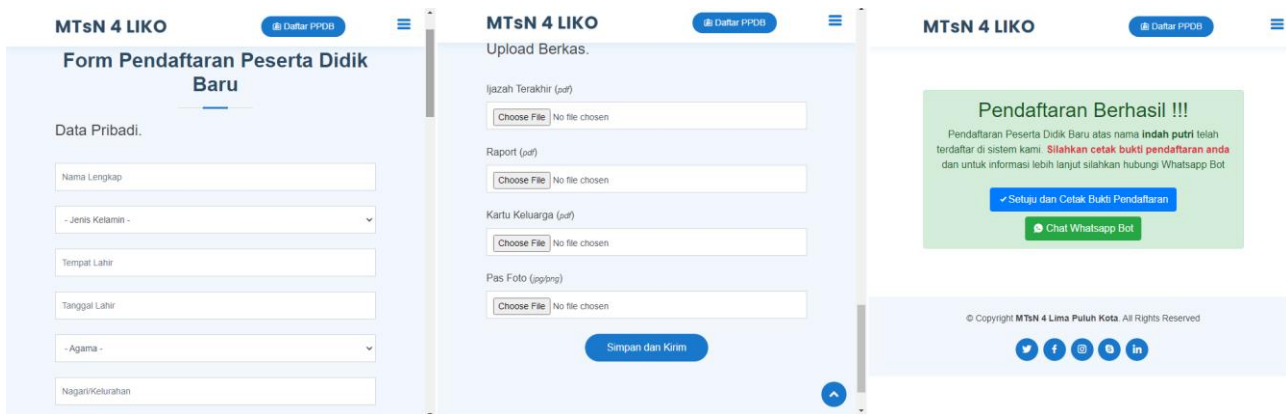 MTsN 4 LIKO
Daftar PPDB
Form Pendaftaran Peserta Didik
Baru
Data Pribadi.
Nama Lengkap
- Jenis Kelamin -
Tempat Lahir
Tanggal Lahir
- Agama -
Nagari/Kelurahan
MTsN 4 LIKO
Daftar PPDB
Upload Berkas.
Ijazah Terakhir (pdf)
Choose File No file chosen
Raport (pdf)
Choose File No file chosen
Kartu Keluarga (pdf)
Choose File No file chosen
Pas Foto (jpg/png)
Choose File No file chosen
Simpan dan Kirim
MTsN 4 LIKO
Daftar PPDB
Pendaftaran Berhasil !!!
Pendaftaran Peserta Didik Baru atas nama indah putri telah
terdaftar di sistem kami. Silahkan cetak bukti pendaftaran anda
dan untuk informasi lebih lanjut silahkan hubungi Whatsapp Bot
Setuju dan Cetak Bukti Pendaftaran
Chat Whatsapp Bot
© Copyright MTsN 4 Lima Puluh Kota. All Rights Reserved